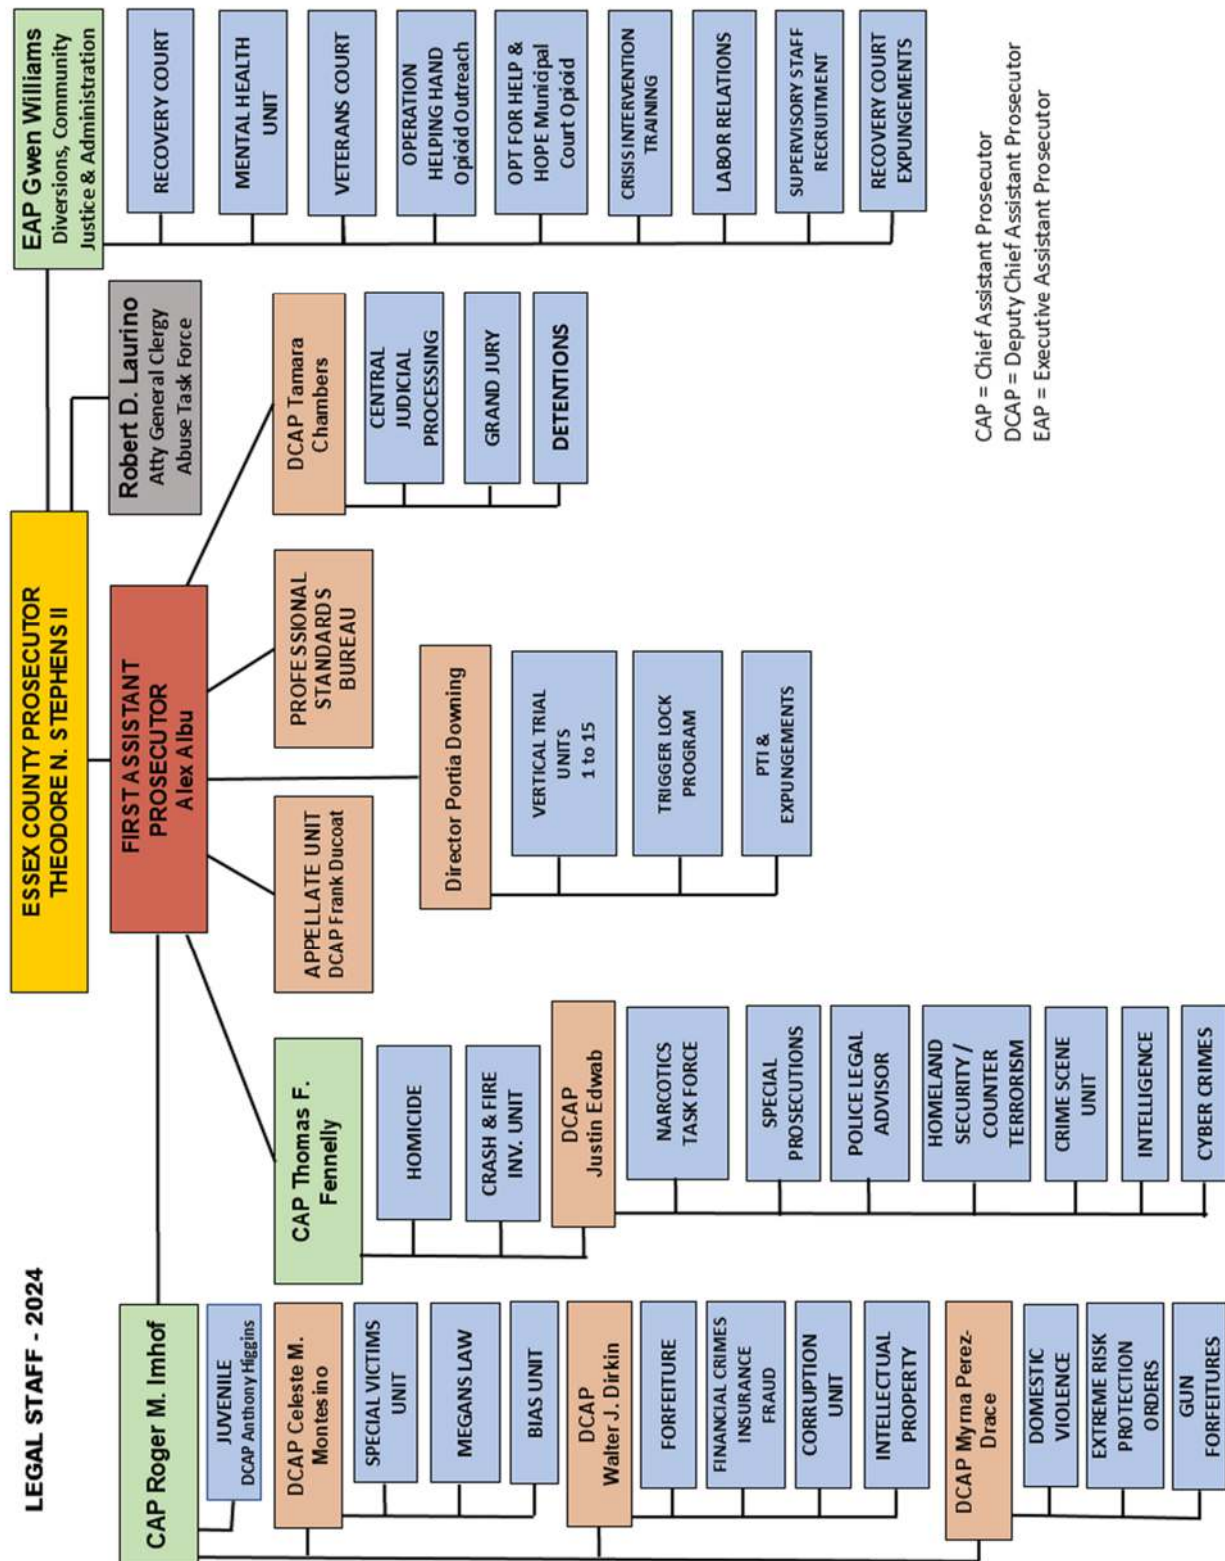 LEGAL STAFF - 2024
ESSEX COUNTY PROSECUTOR
THEODORE N. STEPHENS II
EAP Gwen Williams
Diversions, Community
Justice & Administration
RECOVERY COURT
MENTAL HEALTH
UNIT
VETERANS COURT
OPERATION
HELPING HAND
Opioid Outreach
OPT FOR HELP &
HOPE Municipal
Court Opioid
CRISIS INTERVENTION
TRAINING
LABOR RELATIONS
SUPERVISORY STAFF
RECRUITMENT
RECOVERY COURT
EXPUNGEMENTS
Robert D. Laurino
Atty General Clergy
Abuse Task Force
FIRST ASSISTANT
PROSECUTOR
Alex Albu
CAP Roger M. Imhof
JUVENILE
DCAP Anthony Higgins
DCAP Celeste M.
Montesino
SPECIAL VICTIMS
UNIT
MEGANS LAW
BIAS UNIT
DCAP
Walter J. Dirkin
FORFEITURE
FINANCIAL CRIMES
INSURANCE
FRAUD
CORRUPTION
UNIT
INTELLECTUAL
PROPERTY
DCAP Myrna Perez-
Drace
DOMESTIC
VIOLENCE
EXTREME RISK
PROTECTION
ORDERS
GUN
FORFEITURES
CAP Thomas F.
Fennelly
HOMICIDE
CRASH & FIRE
INV. UNIT
DCAP
Justin Edwab
NARCOTICS
TASK FORCE
SPECIAL
PROSECUTIONS
POLICE LEGAL
ADVISOR
HOMELAND
SECURITY /
COUNTER
TERRORISM
CRIME SCENE
UNIT
INTELLIGENCE
CYBER CRIMES
APPELLATE UNIT
DCAP Frank Ducoat
PROFESSIONAL
STANDARDS
BUREAU
Director Portia Downing
VERTICAL TRIAL
UNITS
1 to 15
TRIGGER LOCK
PROGRAM
PTI &
EXPUNGEMENTS
DCAP Tamara
Chambers
CENTRAL
JUDICIAL
PROCESSING
GRAND JURY
DETENTIONS
CAP = Chief Assistant Prosecutor
DCAP = Deputy Chief Assistant Prosecutor
EAP = Executive Assistant Prosecutor